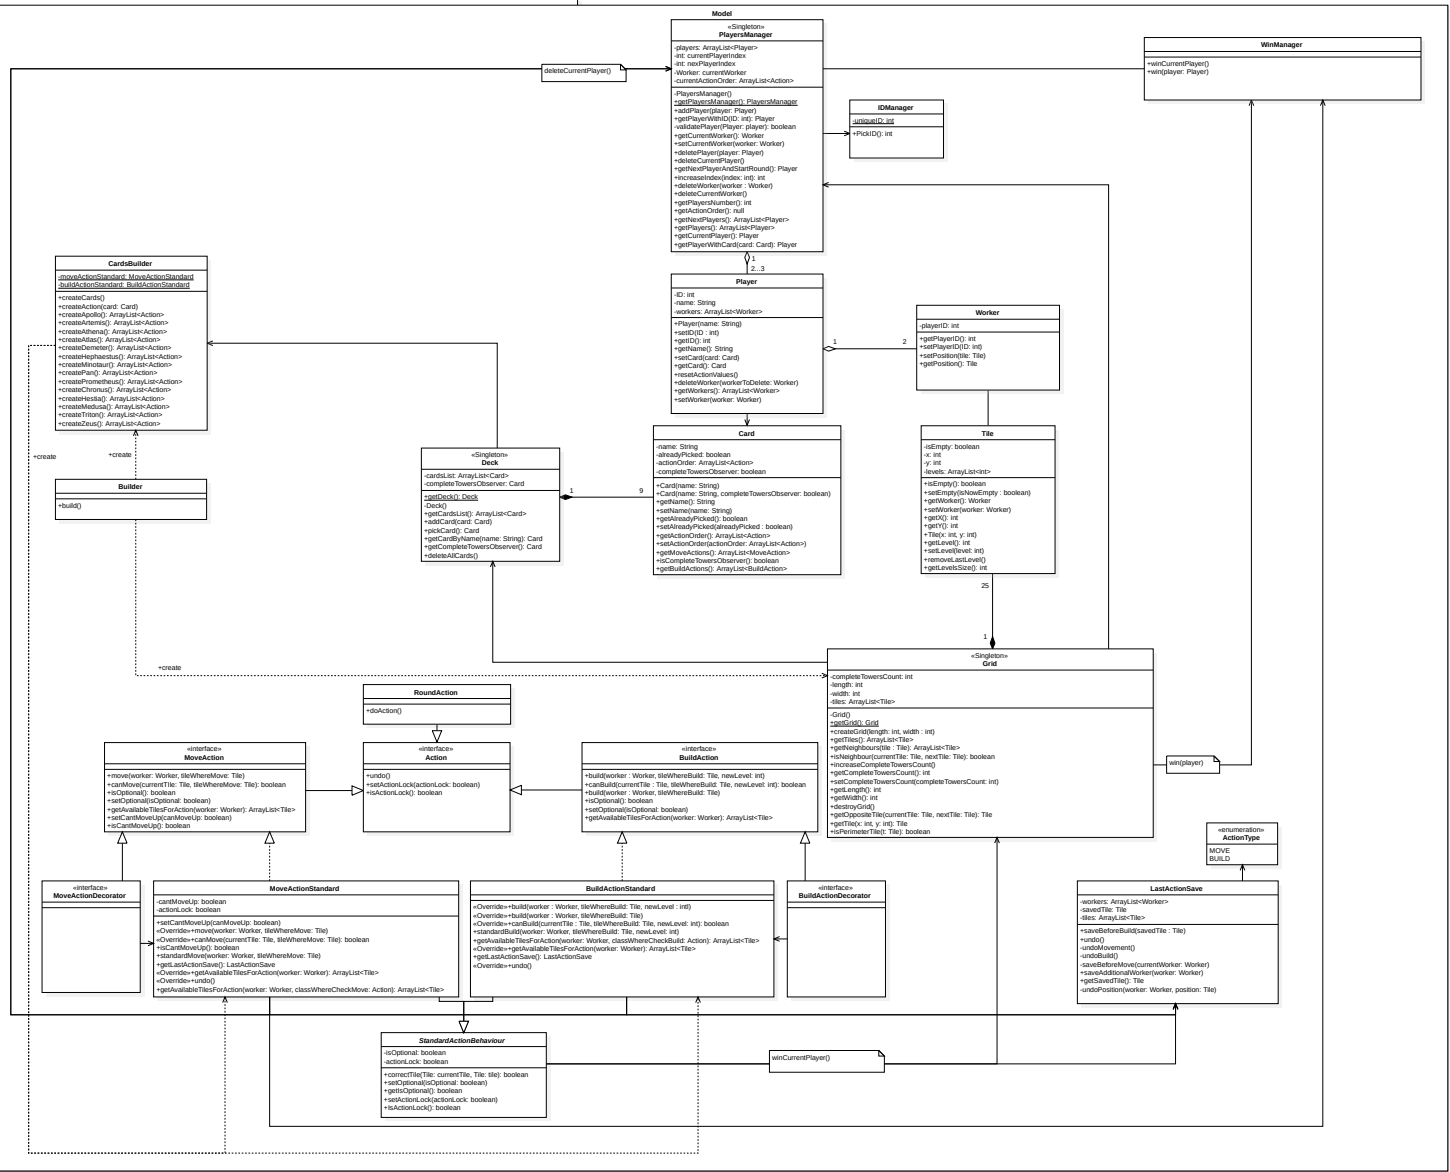 Model
«Singleton»
PlayersManager
-players: ArrayList<Player>
-int: currentPlayerIndex
-int: nexPlayerIndex
-Worker: currentWorker
-currentActionOrder: ArrayList<Action>
-PlayersManager()
+getPlayersManager(): PlayersManager
+addPlayer(player: Player)
+getPlayerWithID(ID: int): Player
-validatePlayer(Player: player): boolean
+getCurrentWorker(): Worker
+setCurrentWorker(worker: Worker)
+deletePlayer(player: Player)
+deleteCurrentPlayer()
+getNextPlayerAndStartRound(): Player
+increaseIndex(index: int): int
+deleteWorker(worker : Worker)
+deleteCurrentWorker()
+getPlayersNumber(): int
+getActionOrder(): null
+getNextPlayers(): ArrayList<Player>
+getPlayers(): ArrayList<Player>
+getCurrentPlayer(): Player
+getPlayerWithCard(card: Card): Player
deleteCurrentPlayer()
WinManager
+winCurrentPlayer()
+win(player: Player)
IDManager
-uniqueID: int
+PickID(): int
1
2...3
Player
-ID: int
-name: String
-workers: ArrayList<Worker>
+Player(name: String)
+setID(ID : int)
+getID(): int
+getName(): String
+setCard(card: Card)
+getCard(): Card
+resetActionValues()
+deleteWorker(workerToDelete: Worker)
+getWorkers(): ArrayList<Worker>
+setWorker(worker: Worker)
1
2
Worker
-playerID: int
+getPlayerID(): int
+setPlayerID(ID: int)
+setPosition(tile: Tile)
+getPosition(): Tile
CardsBuilder
-moveActionStandard: MoveActionStandard
-buildActionStandard: BuildActionStandard
+createCards()
+createAction(card: Card)
+createApollo(): ArrayList<Action>
+createArtemis(): ArrayList<Action>
+createAthena(): ArrayList<Action>
+createAtlas(): ArrayList<Action>
+createDemeter(): ArrayList<Action>
+createHephaestus(): ArrayList<Action>
+createMinotaur(): ArrayList<Action>
+createPan(): ArrayList<Action>
+createPrometheus(): ArrayList<Action>
+createChronus(): ArrayList<Action>
+createHestia(): ArrayList<Action>
+createMedusa(): ArrayList<Action>
+createTriton(): ArrayList<Action>
+createZeus(): ArrayList<Action>
+create
+create
Builder
+build()
«Singleton»
Deck
-cardsList: ArrayList<Card>
-completeTowersObserver: Card
+getDeck(): Deck
-Deck()
+getCardsList(): ArrayList<Card>
+addCard(card: Card)
+pickCard(): Card
+getCardByName(name: String): Card
+getCompleteTowersObserver(): Card
+deleteAllCards()
1
9
Card
-name: String
-alreadyPicked: boolean
-actionOrder: ArrayList<Action>
-completeTowersObserver: boolean
+Card(name: String)
+Card(name: String, completeTowersObserver: boolean)
+getName(): String
+setName(name: String)
+getAlreadyPicked(): boolean
+setAlreadyPicked(alreadyPicked : boolean)
+getActionOrder(): ArrayList<Action>
+setActionOrder(actionOrder: ArrayList<Action>)
+getMoveActions(): ArrayList<MoveAction>
+isCompleteTowersObserver(): boolean
+getBuildActions(): ArrayList<BuildAction>
Tile
-isEmpty: boolean
-x: int
-y: int
-levels: ArrayList<int>
+isEmpty(): boolean
+setEmpty(isNowEmpty : boolean)
+getWorker(): Worker
+setWorker(worker: Worker)
+getX(): int
+getY(): int
+Tile(x: int, y: int)
+getLevel(): int
+setLevel(level: int)
+removeLastLevel()
+getLevelsSize(): int
25
1
+create
«Singleton»
Grid
-completeTowersCount: int
-length: int
-width: int
-tiles: ArrayList<Tile>
-Grid()
+getGrid(): Grid
+createGrid(length: int, width : int)
+getTiles(): ArrayList<Tile>
+getNeighbours(tile : Tile): ArrayList<Tile>
+isNeighbour(currentTile: Tile, nextTile: Tile): boolean
+increaseCompleteTowersCount()
+getCompleteTowersCount(): int
+setCompleteTowersCount(completeTowersCount: int)
+getLength(): int
+getWidth(): int
+destroyGrid()
+getOppositeTile(currentTile: Tile, nextTile: Tile): Tile
+getTile(x: int, y: int): Tile
+isPerimeterTile(t: Tile): boolean
win(player)
RoundAction
+doAction()
«interface»
MoveAction
+move(worker: Worker, tileWhereMove: Tile)
+canMove(currentTile: Tile, tileWhereMove: Tile): boolean
+isOptional(): boolean
+setOptional(isOptional: boolean)
+getAvailableTilesForAction(worker: Worker): ArrayList<Tile>
+setCantMoveUp(canMoveUp: boolean)
+isCantMoveUp(): boolean
«interface»
Action
+undo()
+setActionLock(actionLock: boolean)
+isActionLock(): boolean
«interface»
BuildAction
+build(worker : Worker, tileWhereBuild: Tile, newLevel: int)
+canBuild(currentTile : Tile, tileWhereBuild: Tile, newLevel: int): boolean
+build(worker: Worker, tileWhereBuild: Tile)
+isOptional(): boolean
+setOptional(isOptional: boolean)
+getAvailableTilesForAction(worker: Worker): ArrayList<Tile>
«enumeration»
ActionType
MOVE
BUILD
«interface»
MoveActionDecorator
MoveActionStandard
-cantMoveUp: boolean
-actionLock: boolean
+setCantMoveUp(canMoveUp: boolean)
«Override»+move(worker: Worker, tileWhereMove: Tile)
«Override»+canMove(currentTile: Tile, tileWhereMove: Tile): boolean
+isCantMoveUp(): boolean
+standardMove(worker: Worker, tileWhereMove: Tile)
+getLastActionSave(): LastActionSave
«Override»+getAvailableTilesForAction(worker: Worker): ArrayList<Tile>
«Override»+undo()
+getAvailableTilesForAction(worker: Worker, classWhereCheckMove: Action): ArrayList<Tile>
BuildActionStandard
«Override»+build(worker : Worker, tileWhereBuild: Tile, newLevel : intl)
«Override»+build(worker: Worker, tileWhereBuild: Tile)
«Override»+canBuild(currentTile : Tile, tileWhereBuild: Tile, newLevel: int): boolean
+standardBuild(worker: Worker, tileWhereBuild: Tile, newLevel: int)
+getAvailableTilesForAction(worker: Worker, classWhereCheckBuild: Action): ArrayList<Tile>
«Override»+getAvailableTilesForAction(worker: Worker): ArrayList<Tile>
+getLastActionSave(): LastActionSave
«Override»+undo()
«interface»
BuildActionDecorator
LastActionSave
-workers: ArrayList<Worker>
-savedTile: Tile
-tiles: ArrayList<Tile>
+saveBeforeBuild(savedTile : Tile)
+undo()
-undoMovement()
-undoBuild()
-saveBeforeMove(currentWorker: Worker)
+saveAdditionalWorker(worker: Worker)
+getSavedTile(): Tile
-undoPosition(worker: Worker, position: Tile)
StandardActionBehaviour
-isOptional: boolean
-actionLock: boolean
+correctTile(Tile: currentTile, Tile: tile): boolean
+setOptional(isOptional: boolean)
+getIsOptional(): boolean
+setActionLock(actionLock: boolean)
+isActionLock(): boolean
winCurrentPlayer()